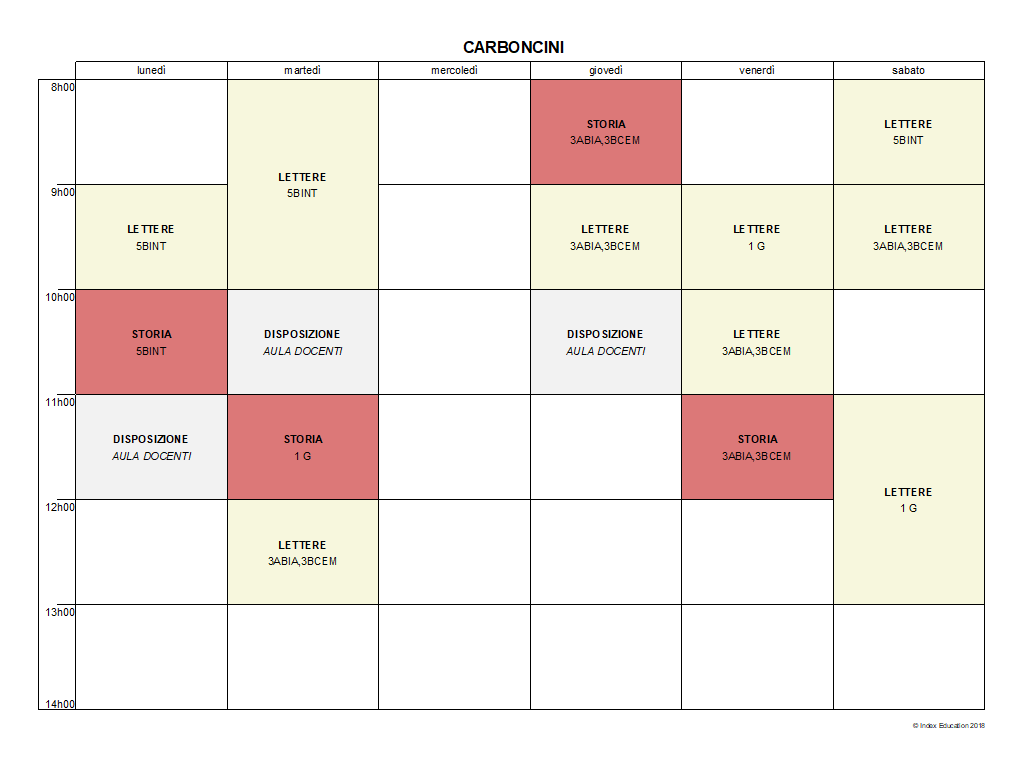 CARBONCINI
lunedì martedì mercoledì giovedì venerdì sabato
8h00
STORIA
3ABIA,3BCEM
LETTERE
5BINT
LETTERE
5BINT
9h00
LETTERE
5BINT
LETTERE
3ABIA,3BCEM
LETTERE
1 G
LETTERE
3ABIA,3BCEM
10h00
STORIA
5BINT
DISPOSIZIONE
AULA DOCENTI
DISPOSIZIONE
AULA DOCENTI
LETTERE
3ABIA,3BCEM
11h00
DISPOSIZIONE
AULA DOCENTI
STORIA
1 G
STORIA
3ABIA,3BCEM
LETTERE
1 G
12h00
LETTERE
3ABIA,3BCEM
13h00
14h00
© Index Education 2018